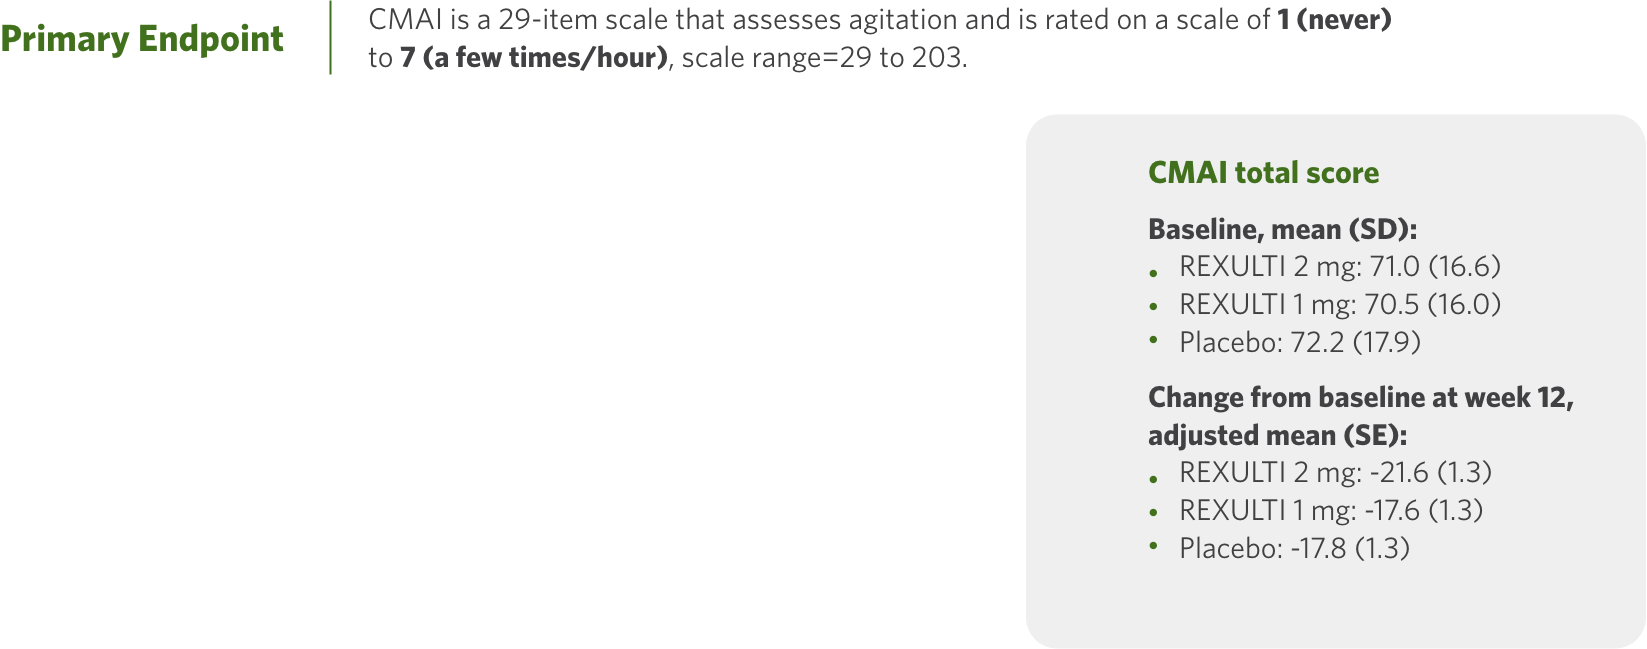 Primary Endpoint
CMAI is a 29-item scale that assesses agitation and is rated on a scale of 1 (never)
to 7 (a few times/hour), scale range=29 to 203.
CMAI total score
Baseline, mean (SD):
• REXULTI 2 mg: 71.0 (16.6)
• REXULTI 1 mg: 70.5 (16.0)
• Placebo: 72.2 (17.9)
Change from baseline at week 12,
adjusted mean (SE):
• REXULTI 2 mg: -21.6 (1.3)
• REXULTI 1 mg: -17.6 (1.3)
• Placebo: -17.8 (1.3)